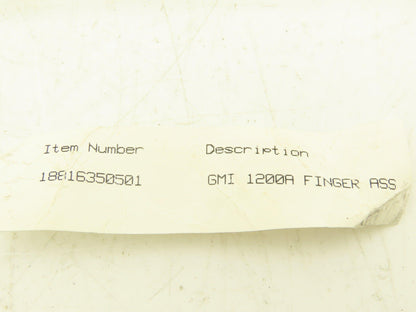 Item Number Description
18816350501 GMI 1200A FINGER ASS